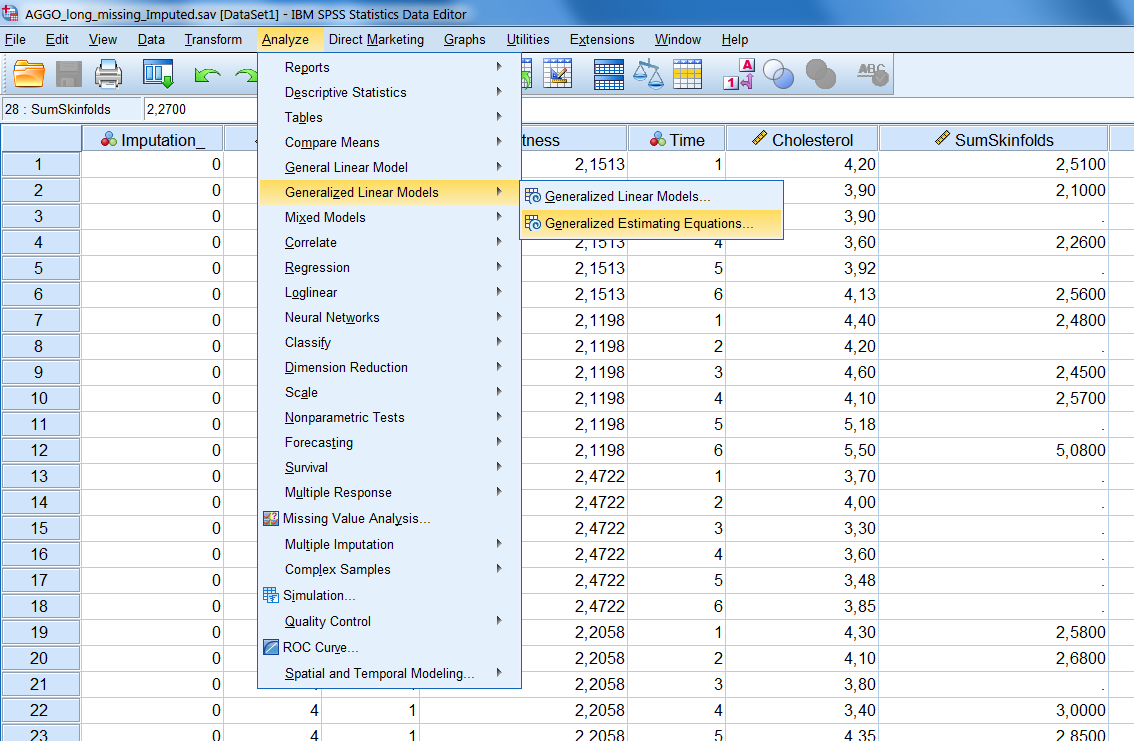 AGGO_long_missing_Imputed.sav [DataSet1] - IBM SPSS Statistics Data Editor
File Edit View Data Transform Analyze Direct Marketing Graphs Utilities Extensions Window Help
1 A ABC
28 : SumSkinfolds 2,2700
Imputation_ tness Time Cholesterol SumSkinfolds
Reports
Descriptive Statistics
Tables
Compare Means
General Linear Model
Generalized Linear Models
Mixed Models
Correlate
Regression
Loglinear
Neural Networks
Classify
Dimension Reduction
Scale
Nonparametric Tests
Forecasting
Survival
Multiple Response
Missing Value Analysis...
Multiple Imputation
Complex Samples
Simulation...
Quality Control
ROC Curve...
Spatial and Temporal Modeling...
Generalized Linear Models...
Generalized Estimating Equations...
1 0 2,1513 1 4,20 2,5100
2 0 3,90 2,1000
3 0 3,90 .
4 0 2,1513 4 3,60 2,2600
5 0 2,1513 5 3,92 .
6 0 2,1513 6 4,13 2,5600
7 0 2,1198 1 4,40 2,4800
8 0 2,1198 2 4,20 .
9 0 2,1198 3 4,60 2,4500
10 0 2,1198 4 4,10 2,5700
11 0 2,1198 5 5,18 .
12 0 2,1198 6 5,50 5,0800
13 0 2,4722 1 3,70 .
14 0 2,4722 2 4,00 .
15 0 2,4722 3 3,30 .
16 0 2,4722 4 3,60 .
17 0 2,4722 5 3,48 .
18 0 2,4722 6 3,85 .
19 0 2,2058 1 4,30 2,5800
20 0 2,2058 2 4,10 2,6800
21 0 2,2058 3 3,80 .
22 0 4 1 2,2058 4 3,40 3,0000
23 0 4 1 2,2058 5 4,35 2,8500